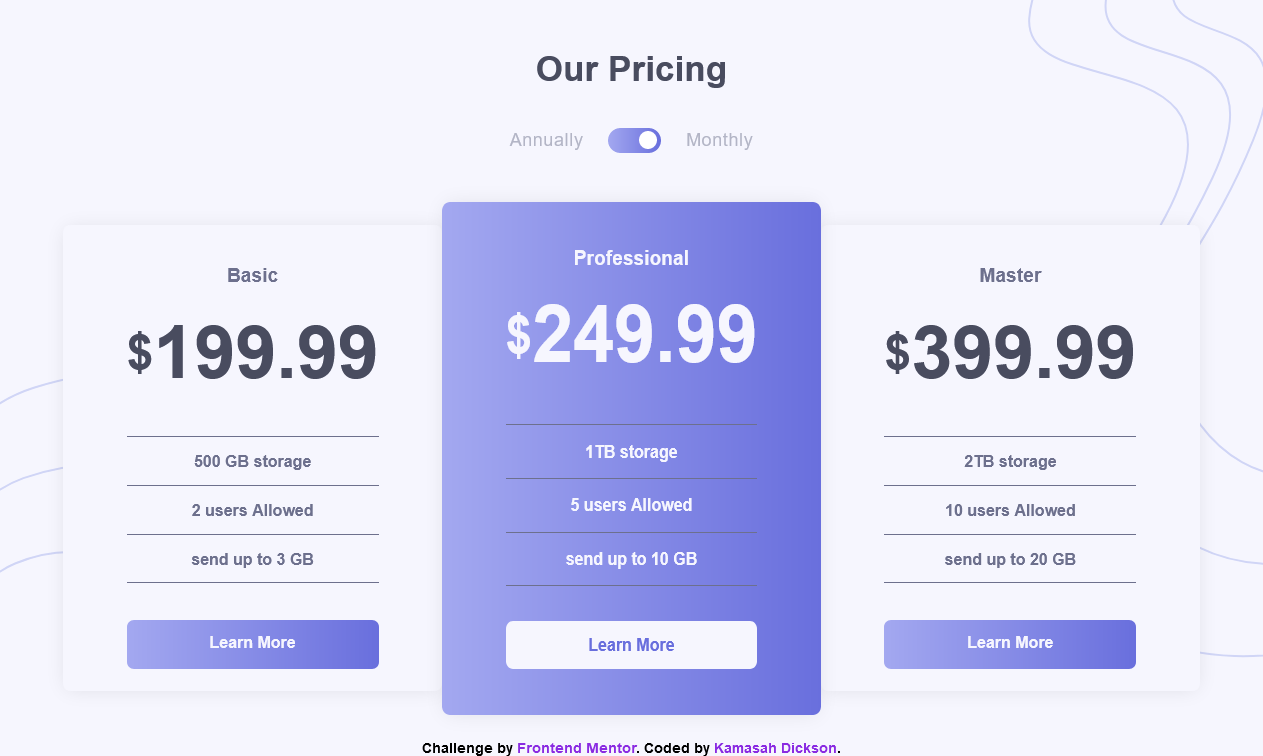 Our Pricing
Annually Monthly
Basic
$199.99
500 GB storage
2 users Allowed
send up to 3 GB
Learn More
Professional
$249.99
1TB storage
5 users Allowed
send up to 10 GB
Learn More
Master
$399.99
2TB storage
10 users Allowed
send up to 20 GB
Learn More
Challenge by Frontend Mentor. Coded by Kamasah Dickson.